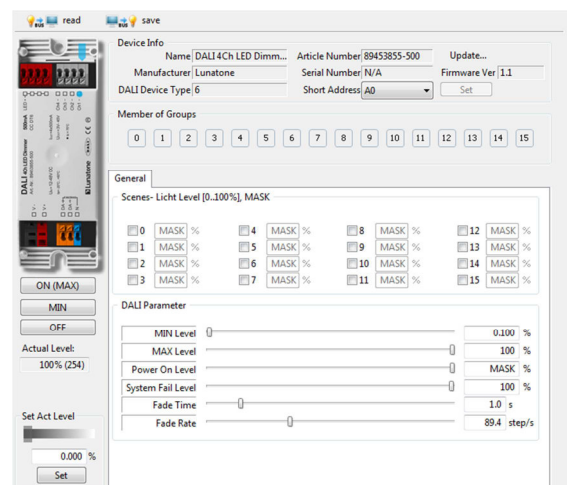 read save
Device Info
Name DALI 4Ch LED Dimm... Article Number 89453855-500 Update...
Manufacturer Lunatone Serial Number N/A Firmware Ver 1.1
DALI Device Type 6 Short Address A0 Set
Member of Groups
0 1 2 3 4 5 6 7 8 9 10 11 12 13 14 15
General
Scenes- Licht Level [0..100%], MASK
0 MASK % 4 MASK % 8 MASK % 12 MASK %
1 MASK % 5 MASK % 9 MASK % 13 MASK %
2 MASK % 6 MASK % 10 MASK % 14 MASK %
3 MASK % 7 MASK % 11 MASK % 15 MASK %
DALI Parameter
MIN Level 0.100 %
MAX Level 100 %
Power On Level MASK %
System Fail Level 100 %
Fade Time 1.0 s
Fade Rate 89.4 step/s
DALI 4Ch LED Dimmer
Lunatone
ON (MAX)
MIN
OFF
Actual Level:
100% (254)
Set Act Level
0.000 %
Set